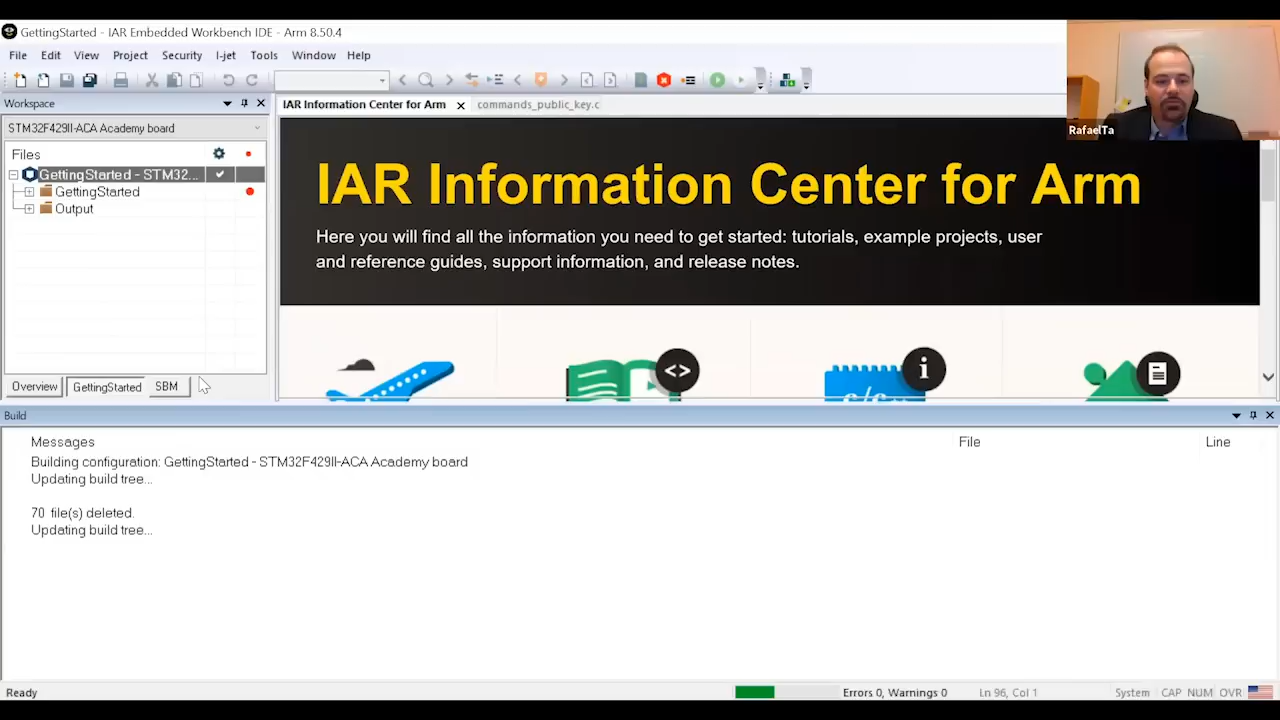 GettingStarted - IAR Embedded Workbench IDE - Arm 8.50.4
File Edit View Project Security I-jet Tools Window Help
Workspace
IAR Information Center for Arm
commands_public_key.c
STM32F429II-ACA Academy board
Files
GettingStarted - STM32...
GettingStarted
Output
IAR Information Center for Arm
Here you will find all the information you need to get started: tutorials, example projects, user
and reference guides, support information, and release notes.
RafaelTa
<>
i
Overview GettingStarted SBM
Build
Messages File Line
Building configuration: GettingStarted - STM32F429II-ACA Academy board
Updating build tree...
70 file(s) deleted.
Updating build tree...
Ready Errors 0, Warnings 0 Ln 96, Col 1 System CAP NUM OVR